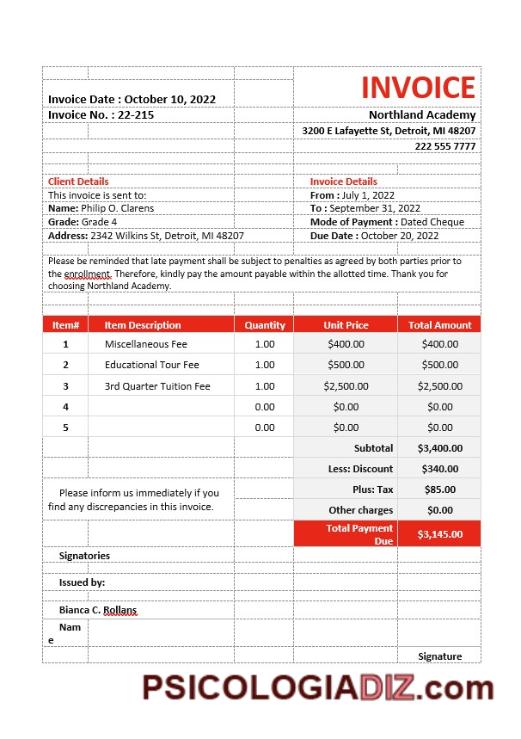 INVOICE
Invoice Date : October 10, 2022
Invoice No. : 22-215
Northland Academy
3200 E Lafayette St, Detroit, MI 48207
222 555 7777
Client Details
Invoice Details
This invoice is sent to:
From : July 1, 2022
Name: Philip O. Clarens
To : September 31, 2022
Grade: Grade 4
Mode of Payment : Dated Cheque
Address: 2342 Wilkins St, Detroit, MI 48207
Due Date : October 20, 2022
Please be reminded that late payment shall be subject to penalties as agreed by both parties prior to
the enrollment. Therefore, kindly pay the amount payable within the allotted time. Thank you for
choosing Northland Academy.
Item# Item Description Quantity Unit Price Total Amount
1 Miscellaneous Fee 1.00 $400.00 $400.00
2 Educational Tour Fee 1.00 $500.00 $500.00
3 3rd Quarter Tuition Fee 1.00 $2,500.00 $2,500.00
4 0.00 $0.00 $0.00
5 0.00 $0.00 $0.00
Subtotal $3,400.00
Less: Discount $340.00
Plus: Tax $85.00
Please inform us immediately if you
find any discrepancies in this invoice.
Other charges $0.00
Total Payment
Due $3,145.00
Signatories
Issued by:
Bianca C. Rollans
Nam
e
Signature
PSICOLOGIADIZ.com